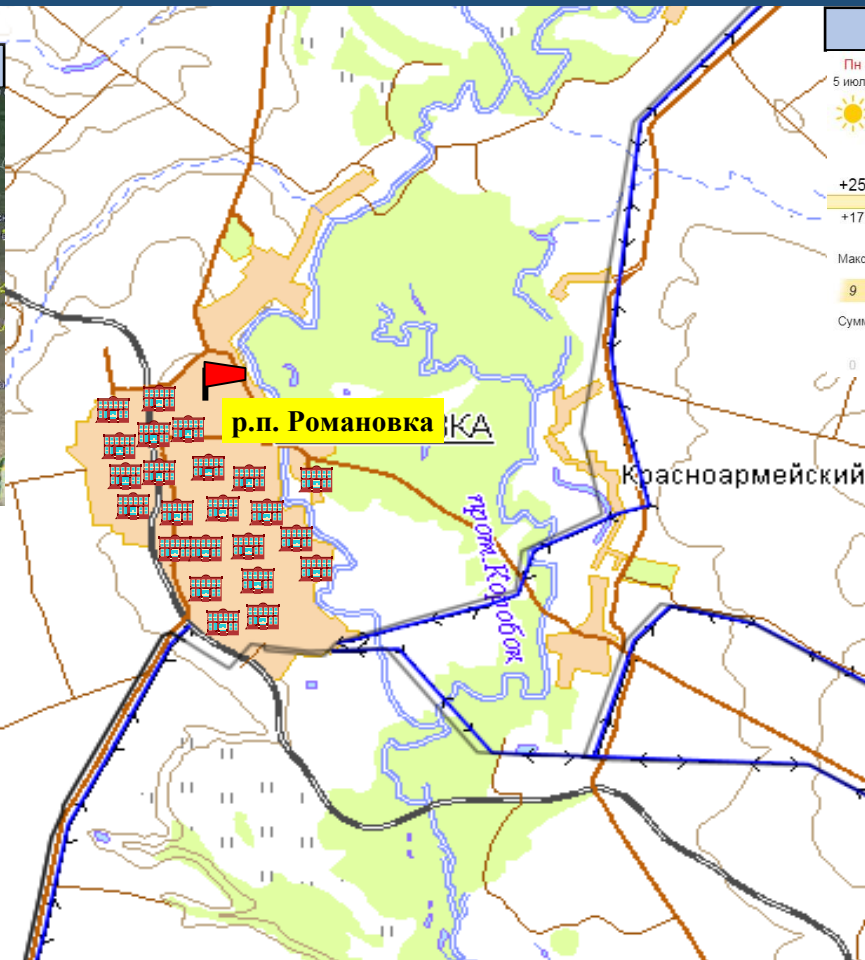 Пн
5 июл
+25
+17
Макс
9
Сумм
0
р.п. Романовка
ВКА
Красноармейский
прот. Коробок